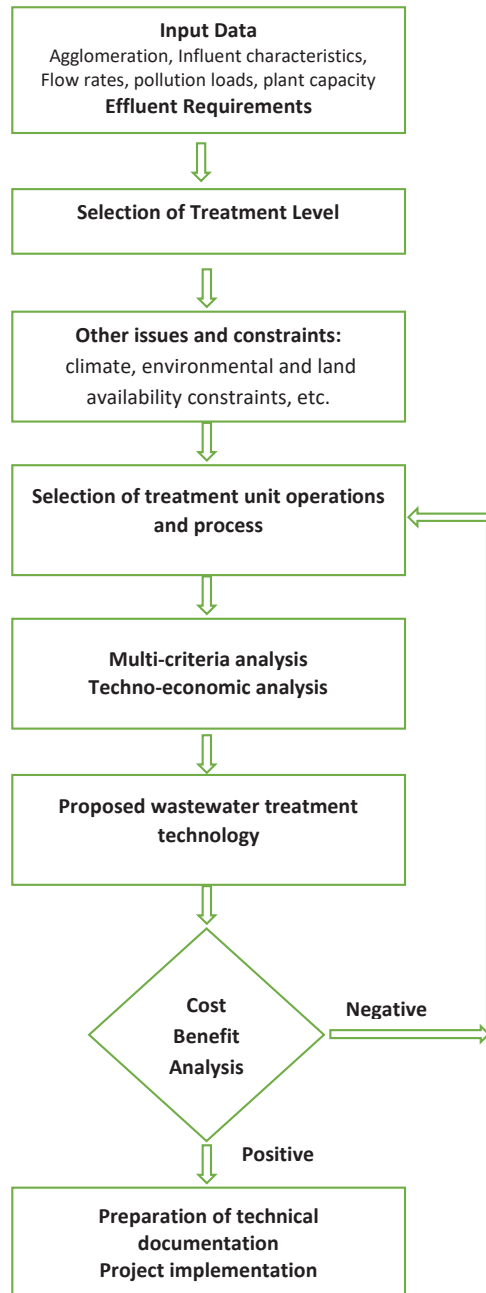 Input Data
Agglomeration, Influent characteristics,
Flow rates, pollution loads, plant capacity
Effluent Requirements
Selection of Treatment Level
Other issues and constraints:
climate, environmental and land
availability constraints, etc.
Selection of treatment unit operations
and process
Multi-criteria analysis
Techno-economic analysis
Proposed wastewater treatment
technology
Cost
Benefit
Analysis
Negative
Positive
Preparation of technical
documentation
Project implementation